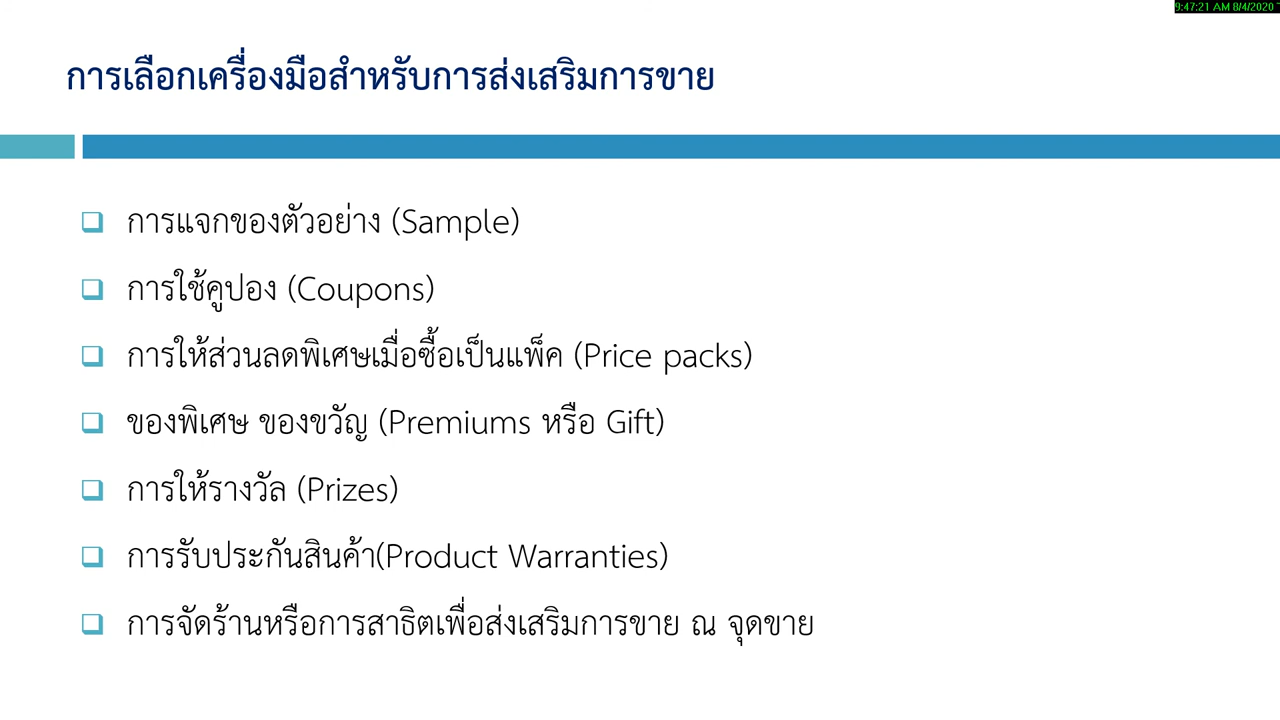 9:47:21 AM 8/4/2020
การเลือกเครื่องมือสำหรับการส่งเสริมการขาย
การแจกของตัวอย่าง (Sample)
การใช้คูปอง (Coupons)
การให้ส่วนลดพิเศษเมื่อซื้อเป็นแพ็ค (Price packs)
ของพิเศษ ของขวัญ (Premiums หรือ Gift)
การให้รางวัล (Prizes)
การรับประกันสินค้า(Product Warranties)
การจัดร้านหรือการสาธิตเพื่อส่งเสริมการขาย ณ จุดขาย